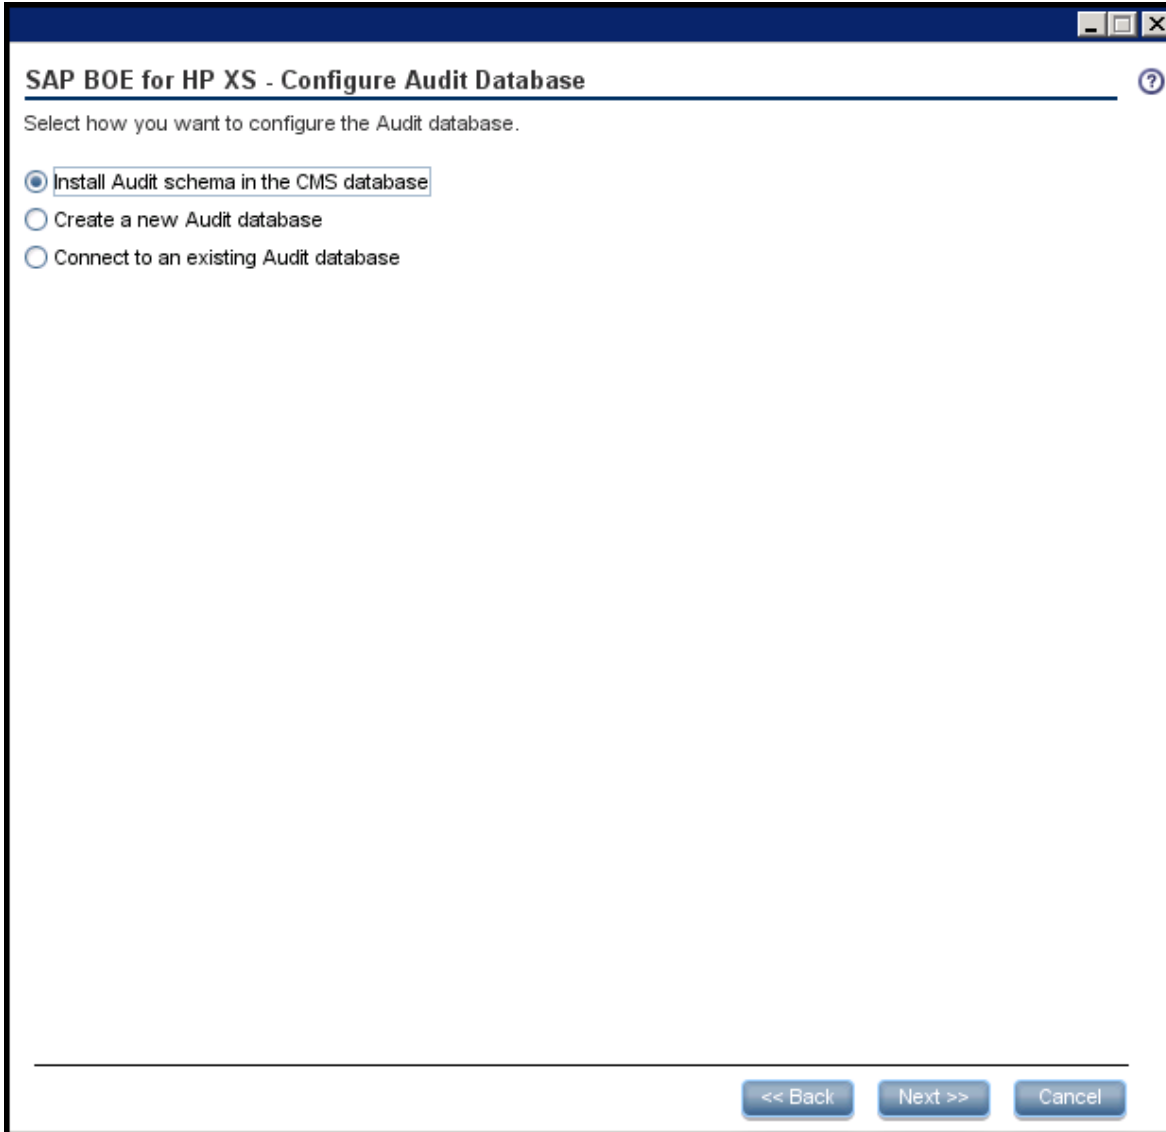 SAP BOE for HP XS - Configure Audit Database
?
Select how you want to configure the Audit database.
Install Audit schema in the CMS database
Create a new Audit database
Connect to an existing Audit database
<< Back Next >> Cancel